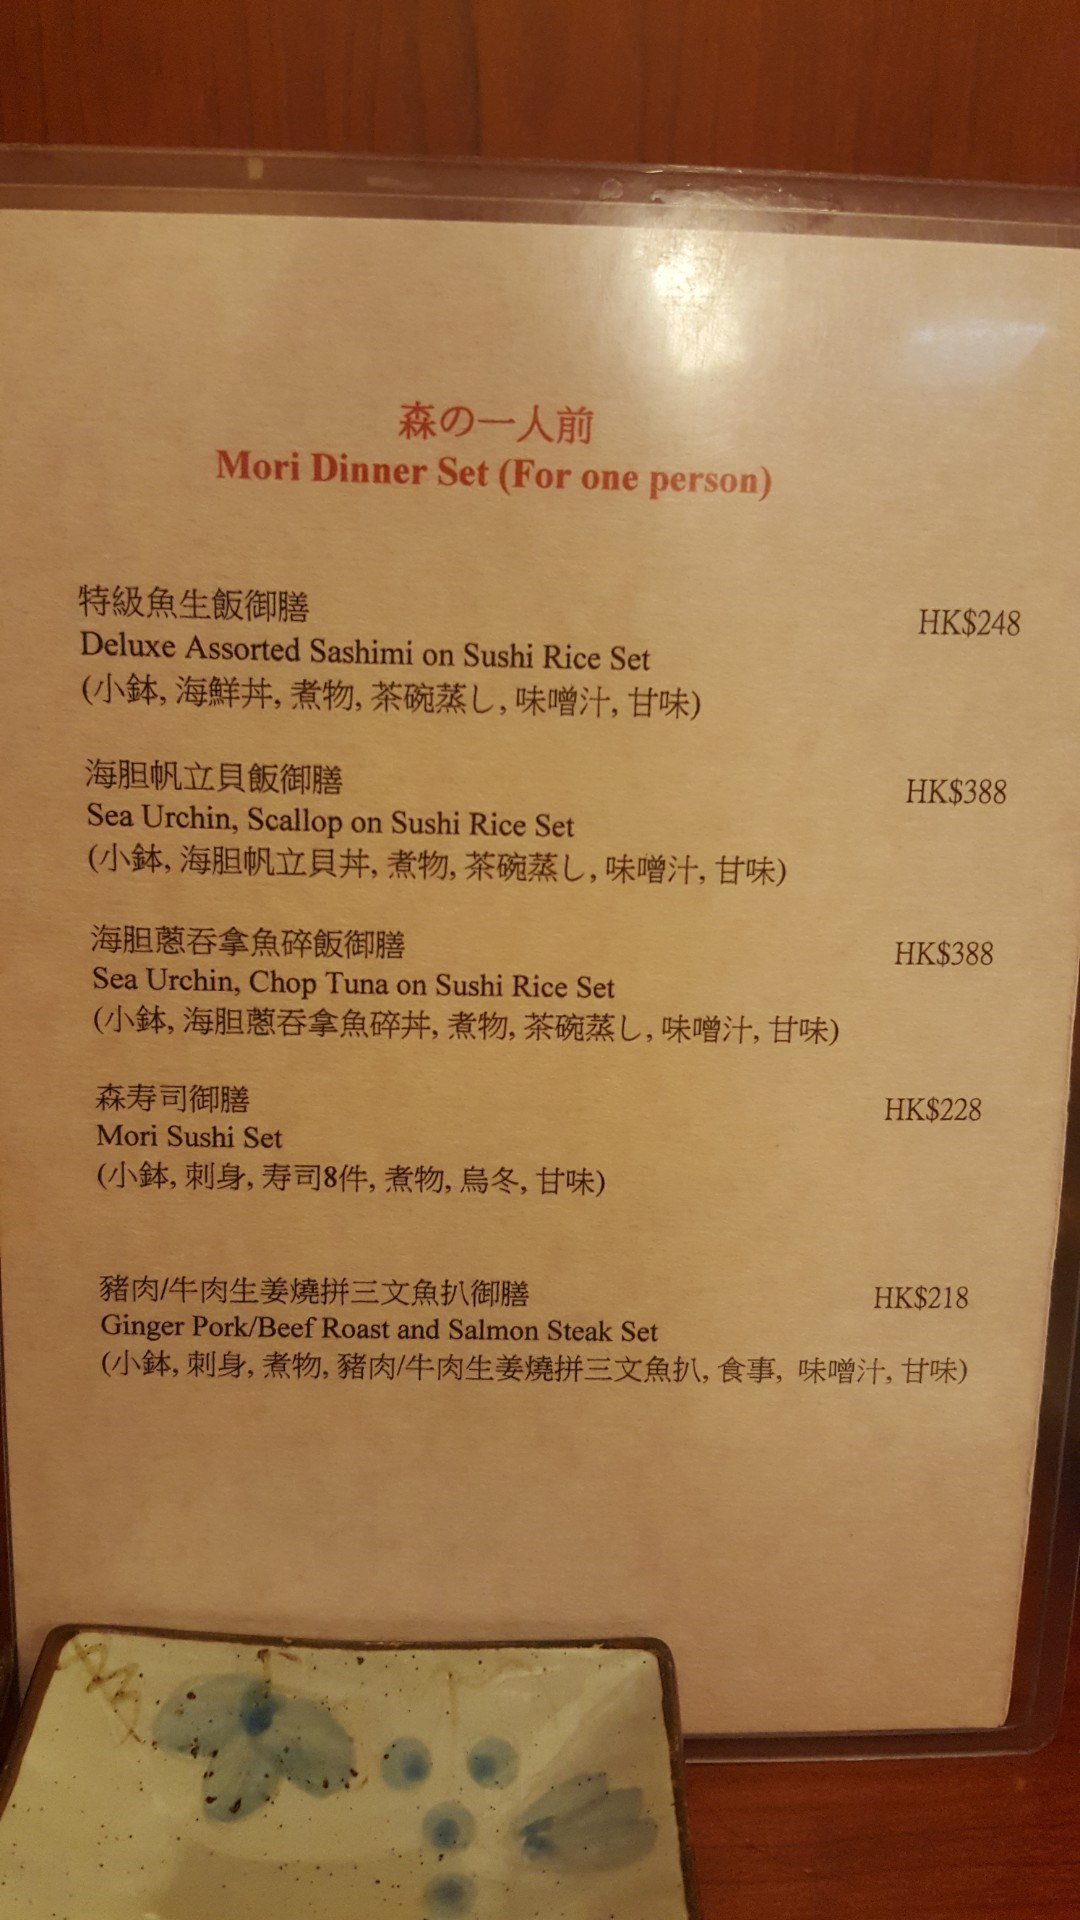 森の一人前
Mori Dinner Set (For one person)
特級魚生飯御膳 HK$248
Deluxe Assorted Sashimi on Sushi Rice Set
(小鉢, 海鮮丼, 煮物, 茶碗蒸し, 味噌汁, 甘味)
海胆帆立貝飯御膳 HK$388
Sea Urchin, Scallop on Sushi Rice Set
(小鉢, 海胆帆立貝丼, 煮物, 茶碗蒸し, 味噌汁, 甘味)
海胆蔥吞拿魚碎飯御膳 HK$388
Sea Urchin, Chop Tuna on Sushi Rice Set
(小鉢, 海胆蔥吞拿魚碎丼, 煮物, 茶碗蒸し, 味噌汁, 甘味)
森寿司御膳 HK$228
Mori Sushi Set
(小鉢, 刺身, 寿司8件, 煮物, 烏冬, 甘味)
豬肉/牛肉生姜燒拼三文魚扒御膳 HK$218
Ginger Pork/Beef Roast and Salmon Steak Set
(小鉢, 刺身, 煮物, 豬肉/牛肉生姜燒拼三文魚扒, 食事, 味噌汁, 甘味)